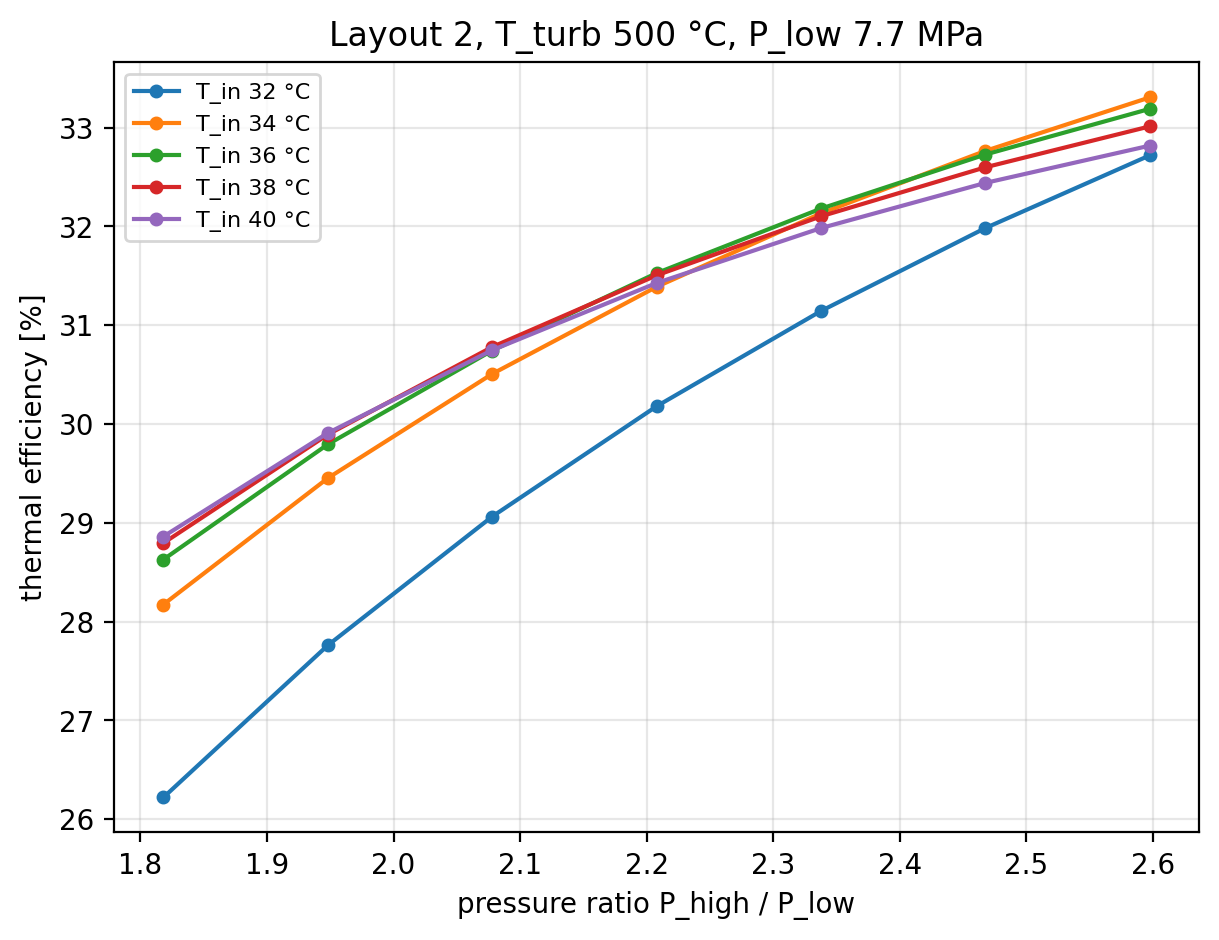 Layout 2, T_turb 500 °C, P_low 7.7 MPa
T_in 32 °C
T_in 34 °C
T_in 36 °C
T_in 38 °C
T_in 40 °C
thermal efficiency [%]
33
32
31
30
29
28
27
26
1.8 1.9 2.0 2.1 2.2 2.3 2.4 2.5 2.6
pressure ratio P_high / P_low